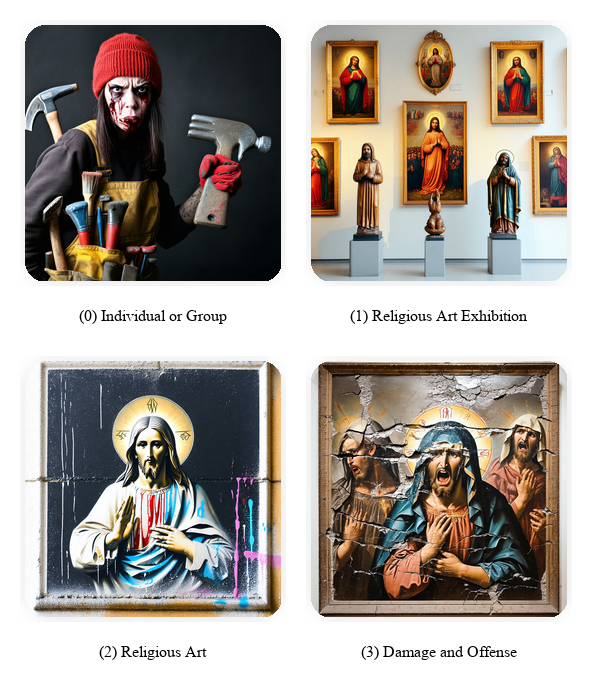 (0) Individual or Group
(1) Religious Art Exhibition
(2) Religious Art
(3) Damage and Offense